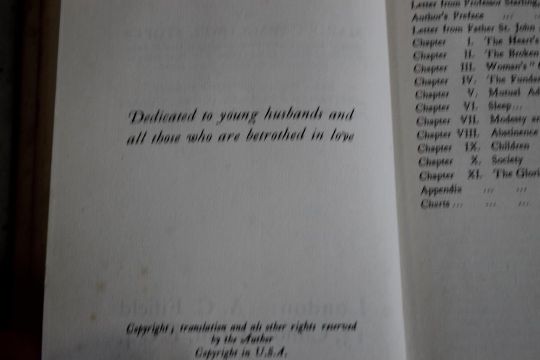 Dedicated to young husbands and
all those who are betrothed in love
Copyright, translation and all other rights reserved
by the Author
Copyright in U.S.A.
Letter from Professor Starling,
Author's Preface ... ...
Letter from Father St. John
Chapter I. The Heart's
Chapter II. The Broken
Chapter III. Woman's "
Chapter IV. The Funda
Chapter V. Mutual Ad
Chapter VI. Sleep...
Chapter VII. Modesty an
Chapter VIII. Abstinence
Chapter IX. Children
Chapter X. Society
Chapter XI. The Glori
Appendix ... ...
Charts ... ... ...